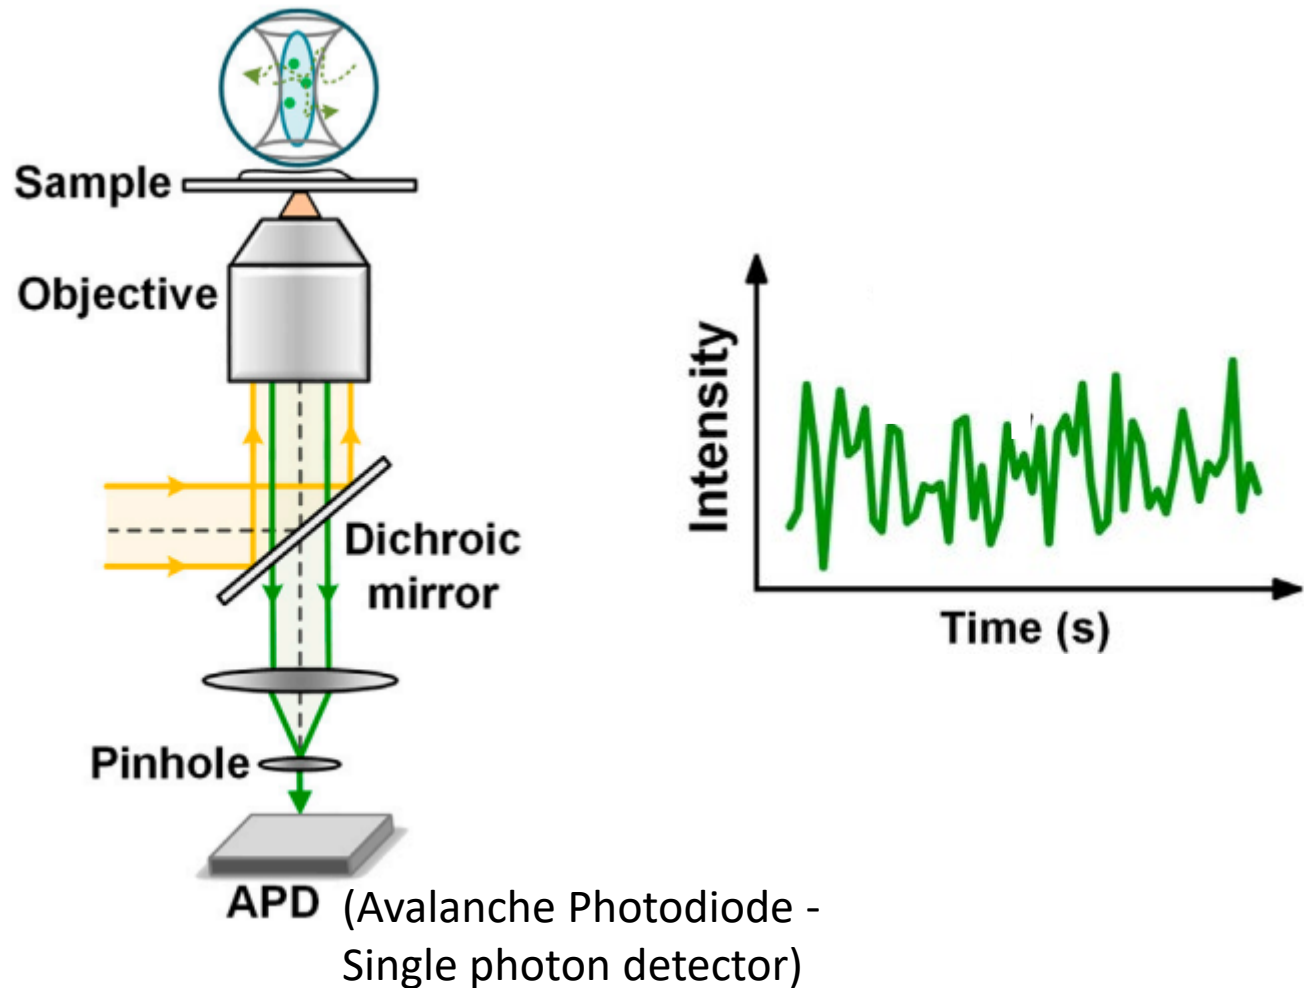 Sample
Objective
Dichroic
mirror
Pinhole
APD (Avalanche Photodiode -
Single photon detector)
Intensity
Time (s)